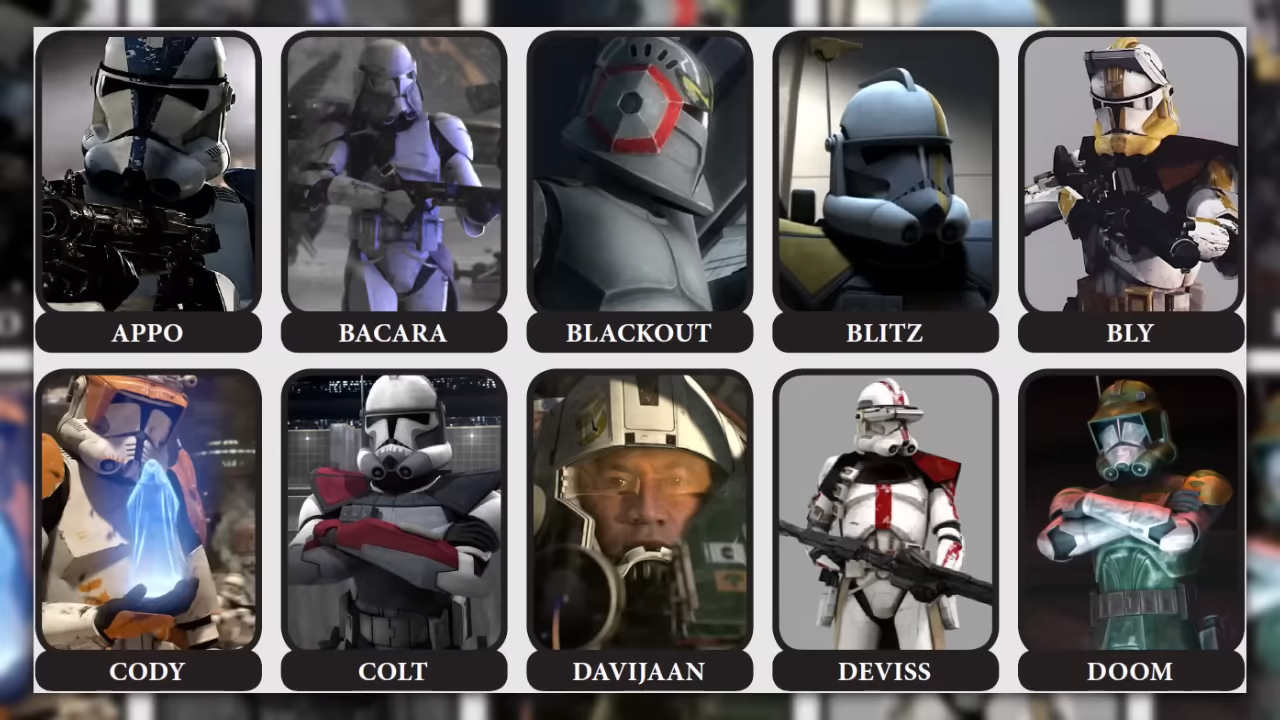 APPO
BACARA
BLACKOUT
BLITZ
BLY
CODY
COLT
DAVIJAAN
DEVISS
DOOM